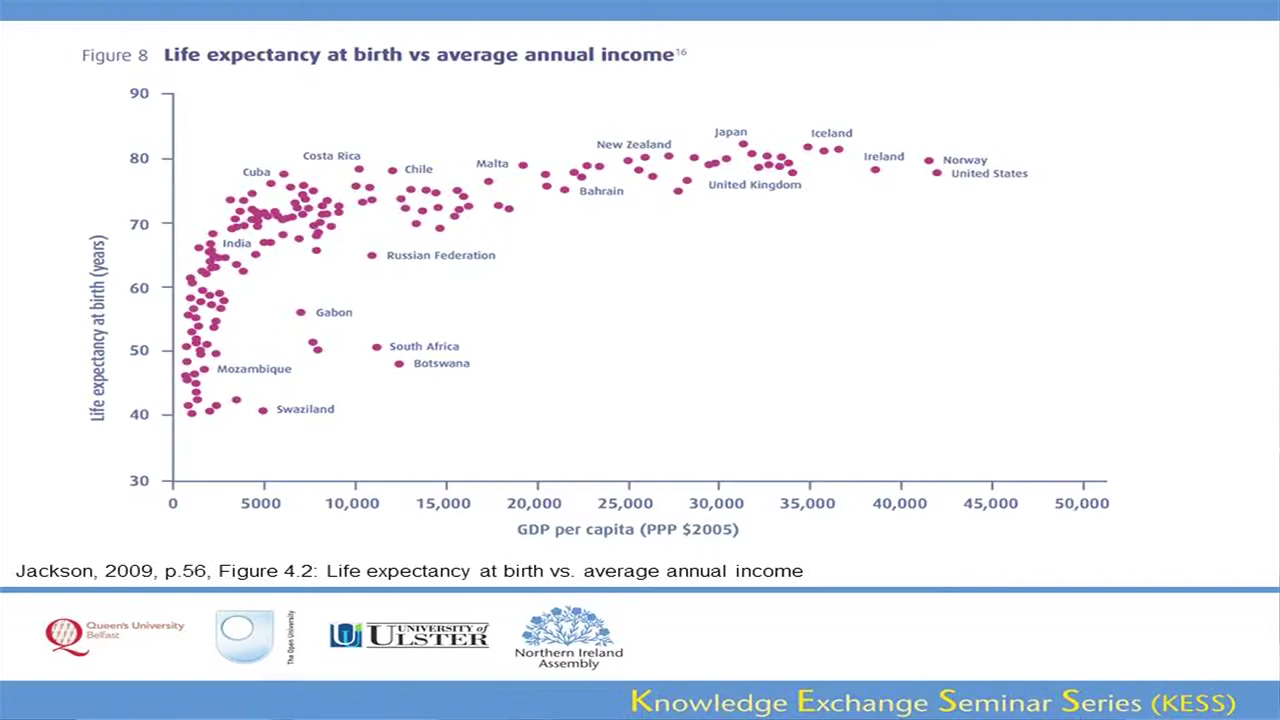 Figure 8 Life expectancy at birth vs average annual income16
90
80
70
60
50
40
30
Life expectancy at birth (years)
Japan
Iceland
New Zealand
Costa Rica
Ireland
Norway
Malta
Cuba
Chile
United States
Bahrain
United Kingdom
India
Russian Federation
Gabon
South Africa
Botswana
Mozambique
Swaziland
0 5000 10,000 15,000 20,000 25,000 30,000 35,000 40,000 45,000 50,000
GDP per capita (PPP $2005)
Jackson, 2009, p.56, Figure 4.2: Life expectancy at birth vs. average annual income
Queen's University
Belfast
The Open University
UNIVERSITY of
ULSTER
Northern Ireland
Assembly
Knowledge Exchange Seminar Series (KESS)